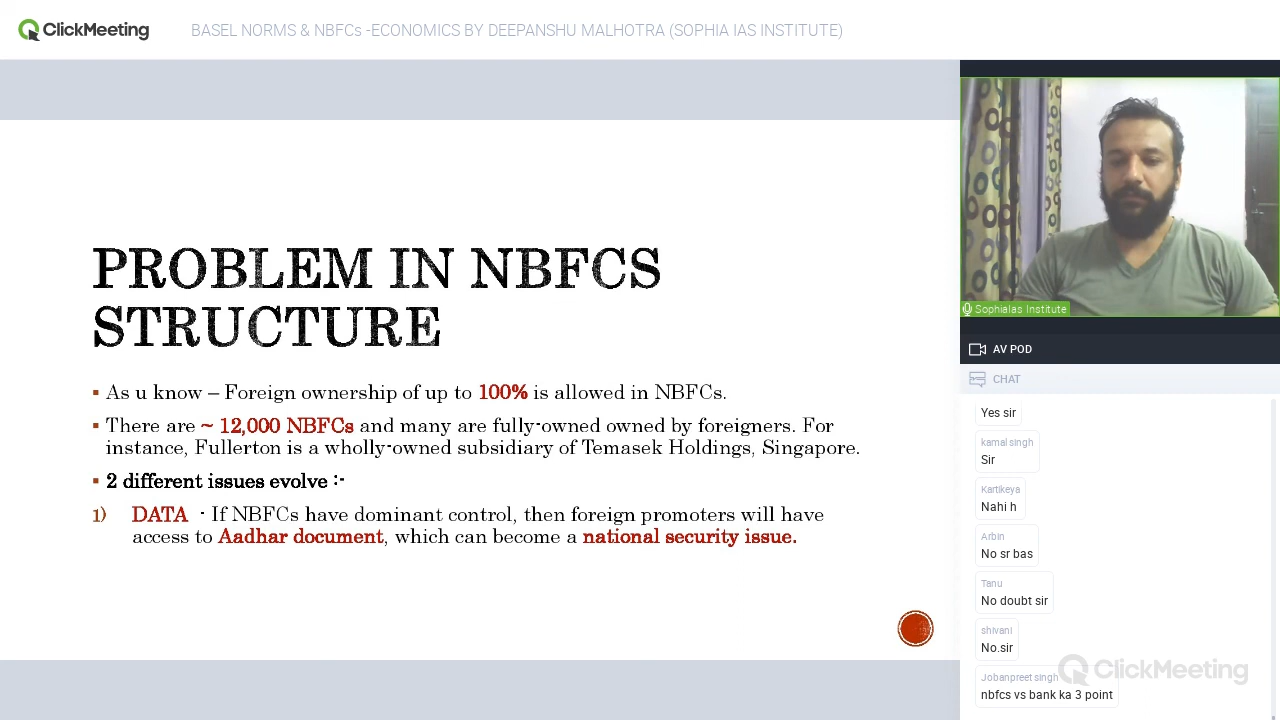 ClickMeeting
BASEL NORMS & NBFCs -ECONOMICS BY DEEPANSHU MALHOTRA (SOPHIA IAS INSTITUTE)
PROBLEM IN NBFCS
STRUCTURE
▪ As u know – Foreign ownership of up to 100% is allowed in NBFCs.
▪ There are ~ 12,000 NBFCs and many are fully-owned owned by foreigners. For
instance, Fullerton is a wholly-owned subsidiary of Temasek Holdings, Singapore.
▪ 2 different issues evolve :-
1) DATA - If NBFCs have dominant control, then foreign promoters will have
access to Aadhar document, which can become a national security issue.
SophiaIas Institute
AV POD
CHAT
Yes sir
kamal singh
Sir
Kartikeya
Nahi h
Arbin
No sr bas
Tanu
No doubt sir
shivani
No.sir
Jobanpreet singh
nbfcs vs bank ka 3 point
ClickMeeting